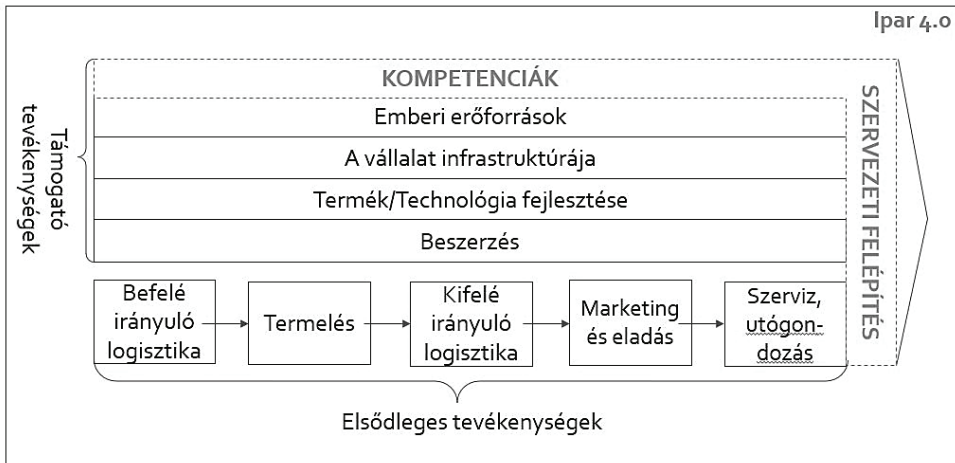 Ipar 4.0
KOMPETENCIÁK
Emberi erőforrások
A vállalat infrastruktúrája
Termék/Technológia fejlesztése
Beszerzés
Támogató
tevékenységek
SZERVEZETI FELÉPÍTÉS
Befelé
irányuló
logisztika
Termelés
Kifelé
irányuló
logisztika
Marketing
és eladás
Szerviz,
utógon-
dozás
Elsődleges tevékenységek